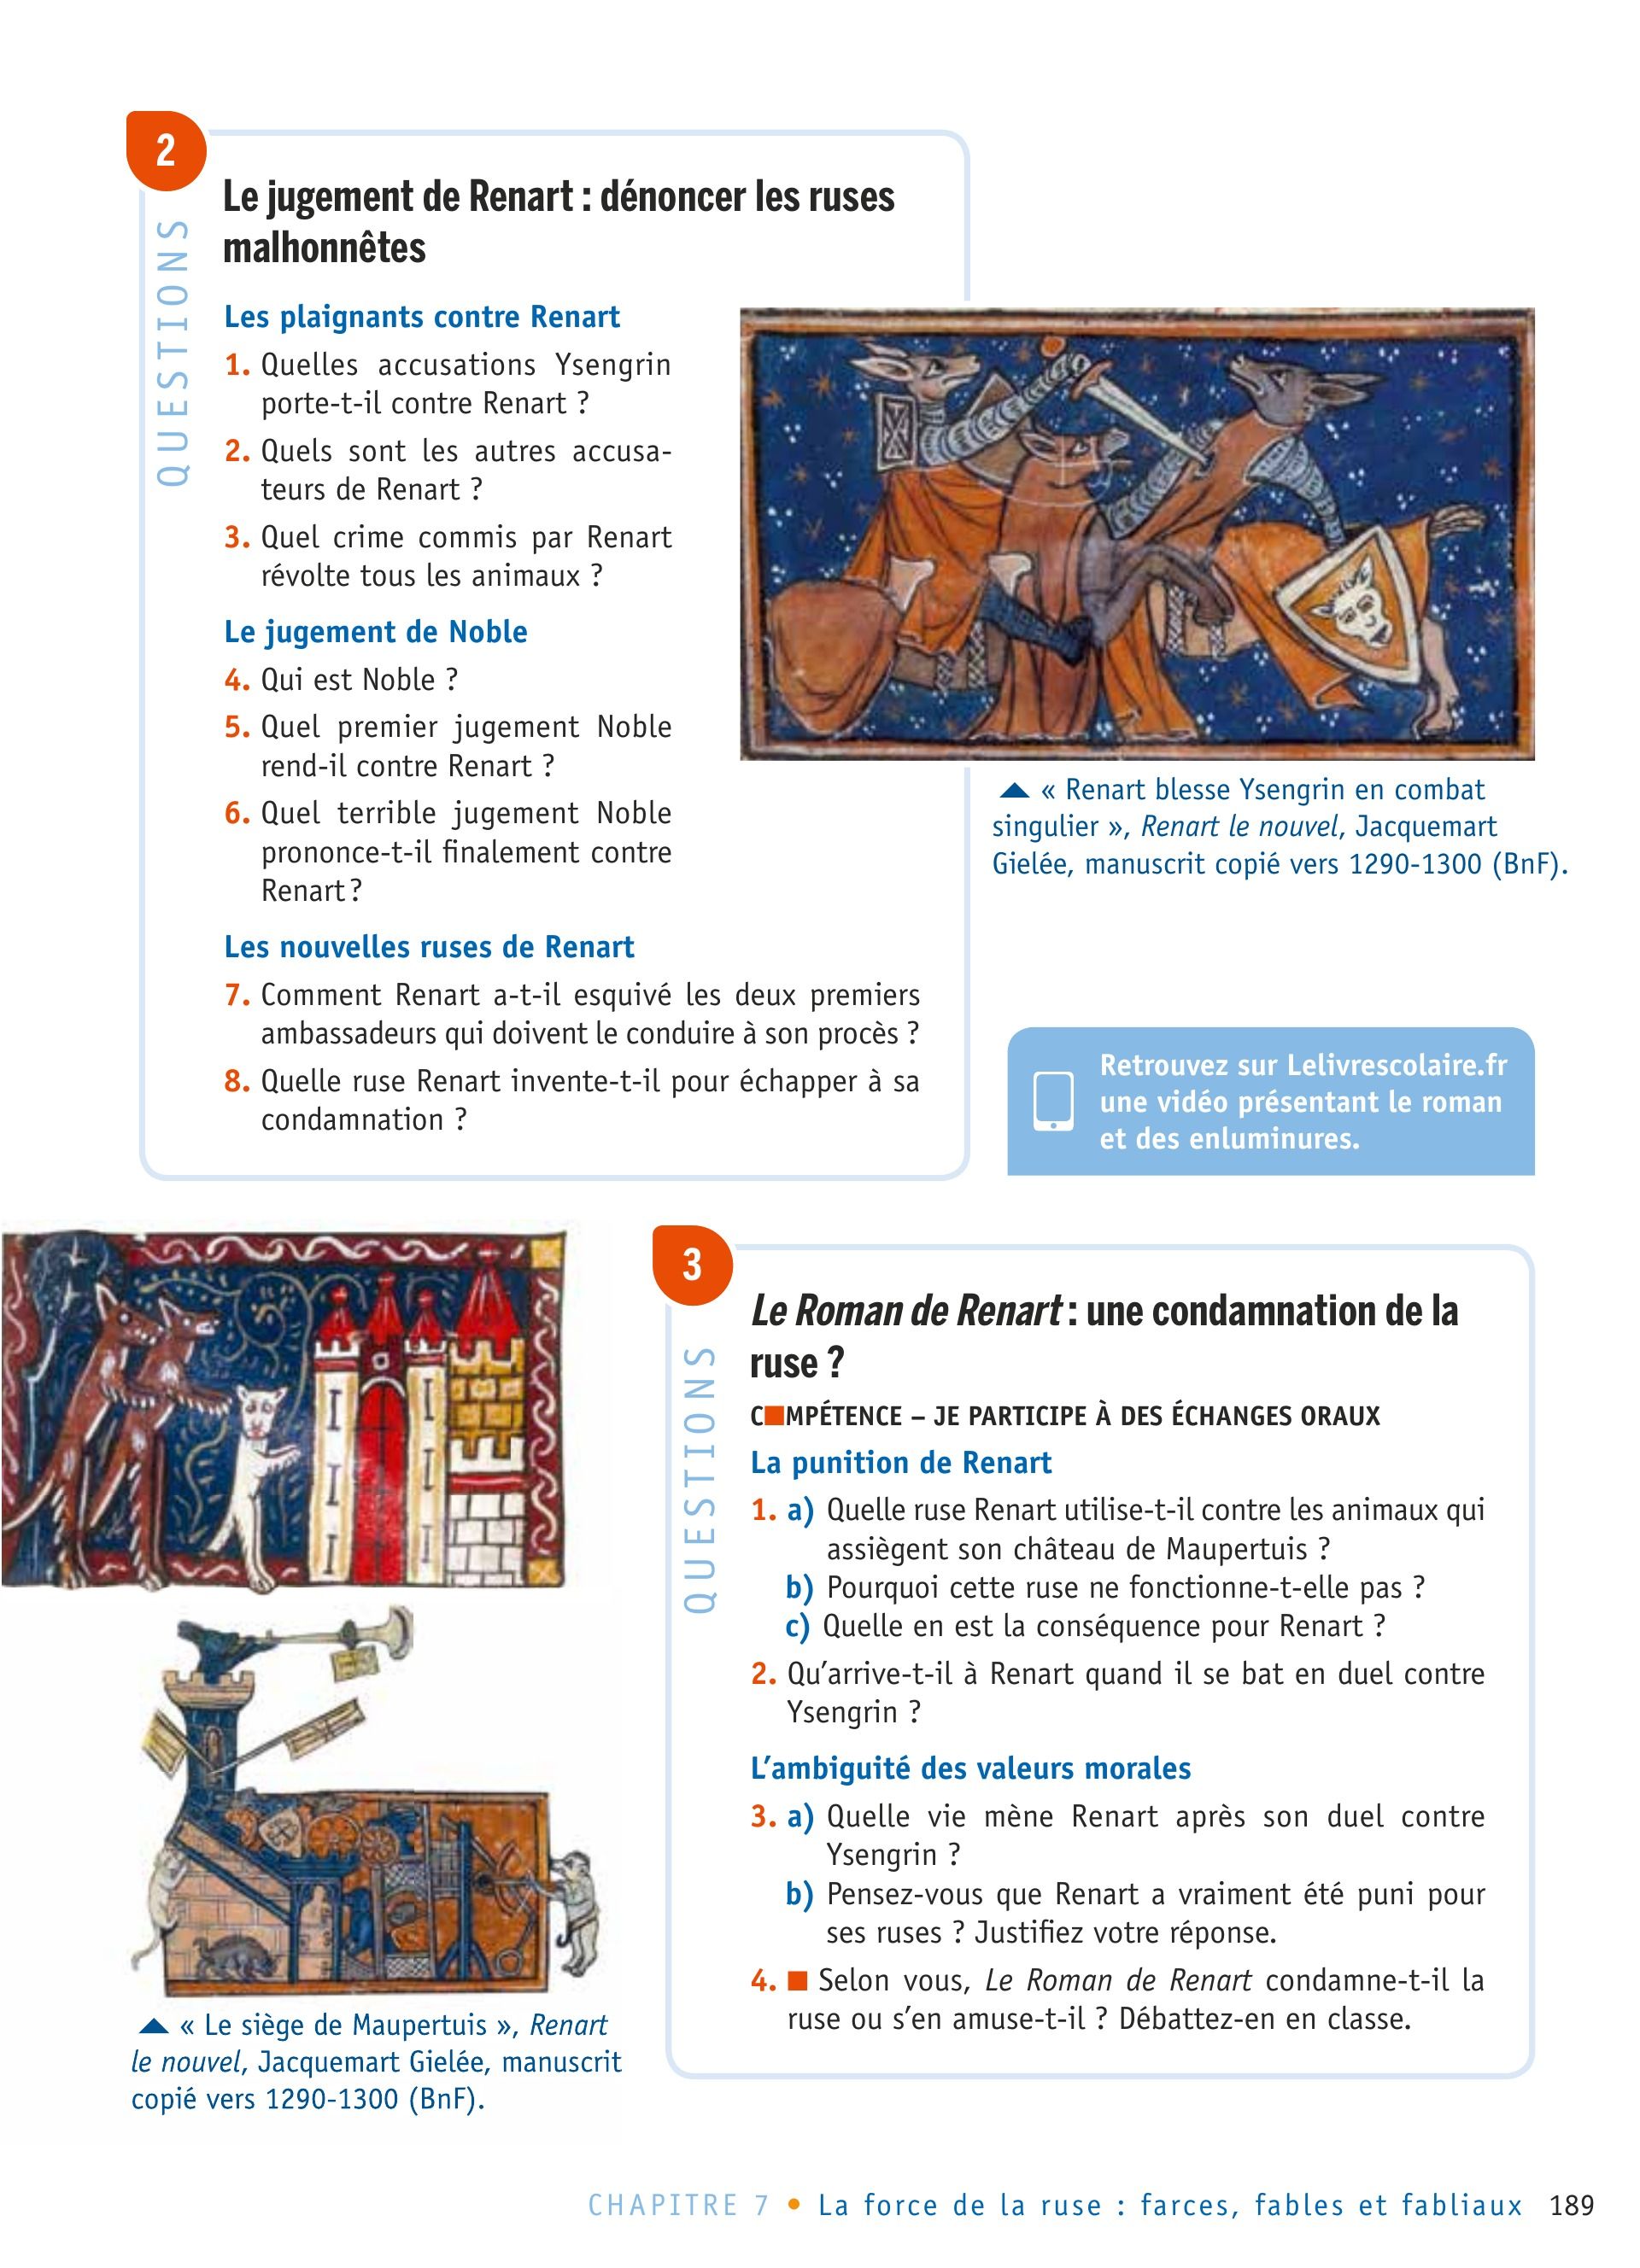 2
QUESTIONS
Le jugement de Renart : dénoncer les ruses
malhonnêtes
Les plaignants contre Renart
1. Quelles accusations Ysengrin
porte-t-il contre Renart ?
2. Quels sont les autres accusa-
teurs de Renart ?
3. Quel crime commis par Renart
révolte tous les animaux ?
Le jugement de Noble
4. Qui est Noble ?
5. Quel premier jugement Noble
rend-il contre Renart ?
6. Quel terrible jugement Noble
prononce-t-il finalement contre
Renart ?
Les nouvelles ruses de Renart
7. Comment Renart a-t-il esquivé les deux premiers
ambassadeurs qui doivent le conduire à son procès ?
8. Quelle ruse Renart invente-t-il pour échapper à sa
condamnation ?
« Renart blesse Ysengrin en combat
singulier », Renart le nouvel, Jacquemart
Gielée, manuscrit copié vers 1290-1300 (BnF).
Retrouvez sur Lelivrescolaire.fr
une vidéo présentant le roman
et des enluminures.
3
QUESTIONS
Le Roman de Renart : une condamnation de la
ruse ?
C■MPÉTENCE – JE PARTICIPE À DES ÉCHANGES ORAUX
La punition de Renart
1. a) Quelle ruse Renart utilise-t-il contre les animaux qui
assiègent son château de Maupertuis ?
b) Pourquoi cette ruse ne fonctionne-t-elle pas ?
c) Quelle en est la conséquence pour Renart ?
2. Qu'arrive-t-il à Renart quand il se bat en duel contre
Ysengrin ?
L'ambiguité des valeurs morales
3. a) Quelle vie mène Renart après son duel contre
Ysengrin ?
b) Pensez-vous que Renart a vraiment été puni pour
ses ruses ? Justifiez votre réponse.
4. ■ Selon vous, Le Roman de Renart condamne-t-il la
ruse ou s'en amuse-t-il ? Débattez-en en classe.
« Le siège de Maupertuis », Renart
le nouvel, Jacquemart Gielée, manuscrit
copié vers 1290-1300 (BnF).
CHAPITRE 7 • La force de la ruse : farces, fables et fabliaux 189